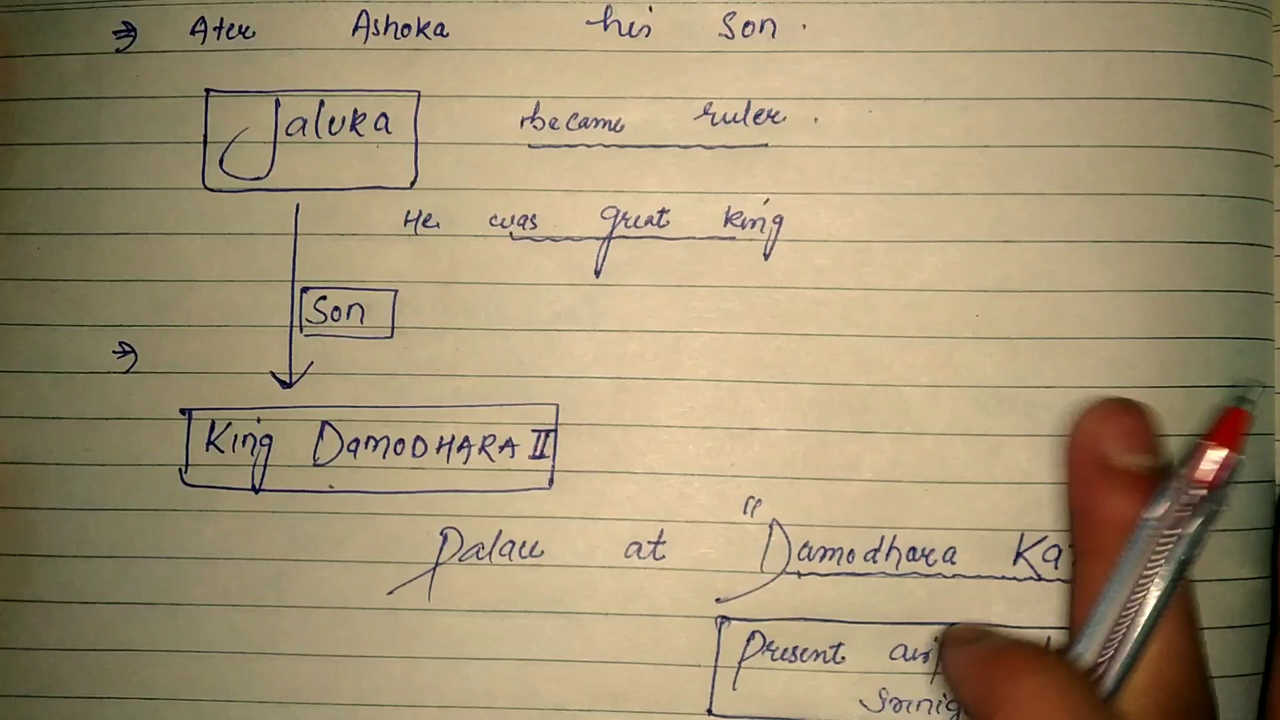 ⇒ Ater Ashoka his Son.
Jaluka became ruler.
He was great king
Son
⇒
King DAMODHARA II
Palace at "Damodhara
Present